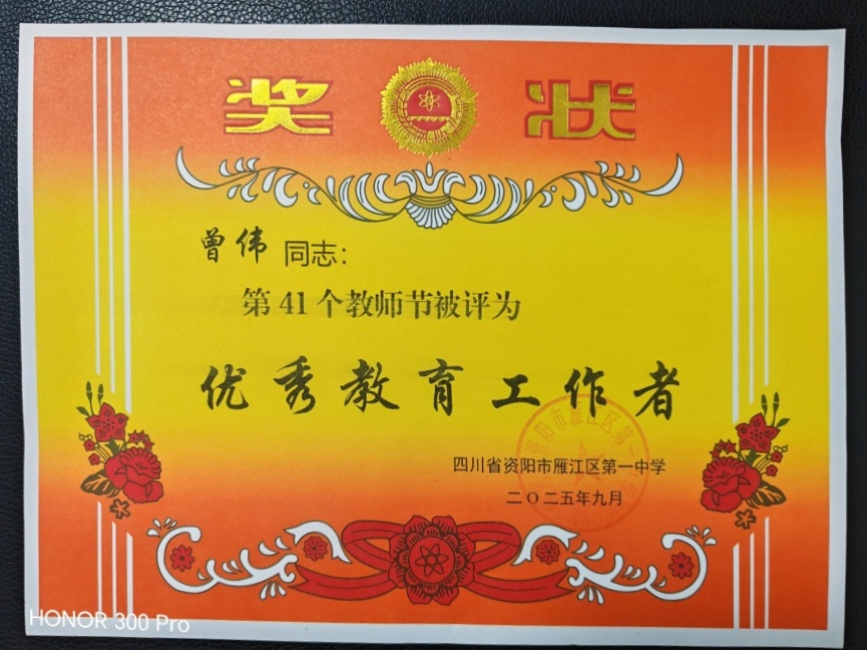 奖 状
曾伟 同志：
第 41 个教师节被评为
优秀教育工作者
四川省资阳市雁江区第一中学
二〇二五年九月
HONOR 300 Pro